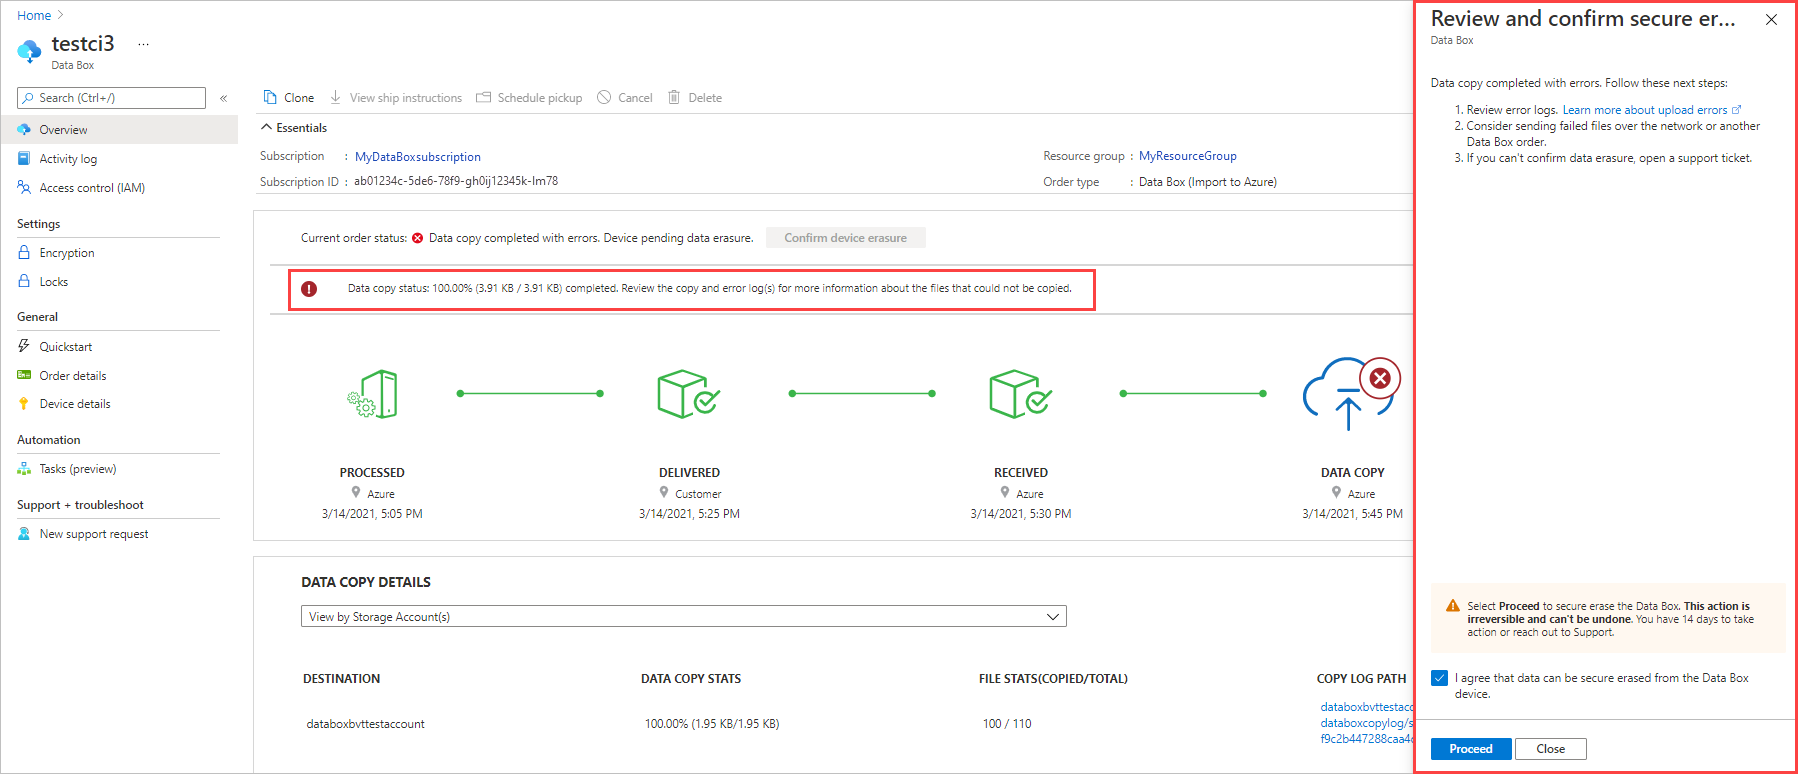 Home
testci3 ...
Data Box
Search (Ctrl+/)
Overview
Activity log
Access control (IAM)
Settings
Encryption
Locks
General
Quickstart
Order details
Device details
Automation
Tasks (preview)
Support + troubleshoot
New support request
Clone View ship instructions Schedule pickup Cancel Delete
Essentials
Subscription : MyDataBoxsubscription
Subscription ID : ab01234c-5de6-78f9-gh0ij12345k-lm78
Resource group : MyResourceGroup
Order type : Data Box (Import to Azure)
Current order status: Data copy completed with errors. Device pending data erasure. Confirm device erasure
Data copy status: 100.00% (3.91 KB / 3.91 KB) completed. Review the copy and error log(s) for more information about the files that could not be copied.
PROCESSED
Azure
3/14/2021, 5:05 PM
DELIVERED
Customer
3/14/2021, 5:25 PM
RECEIVED
Azure
3/14/2021, 5:30 PM
DATA COPY
Azure
3/14/2021, 5:45 PM
DATA COPY DETAILS
View by Storage Account(s)
DESTINATION DATA COPY STATS FILE STATS(COPIED/TOTAL) COPY LOG PATH
databoxbvttestaccount 100.00% (1.95 KB/1.95 KB) 100 / 110
databoxbvttestacc
databoxcopylog/s
f9c2b447288caa4
Review and confirm secure er...
Data Box
Data copy completed with errors. Follow these next steps:
1. Review error logs. Learn more about upload errors
2. Consider sending failed files over the network or another
Data Box order.
3. If you can't confirm data erasure, open a support ticket.
Select Proceed to secure erase the Data Box. This action is
irreversible and can't be undone. You have 14 days to take
action or reach out to Support.
I agree that data can be secure erased from the Data Box
device.
Proceed Close